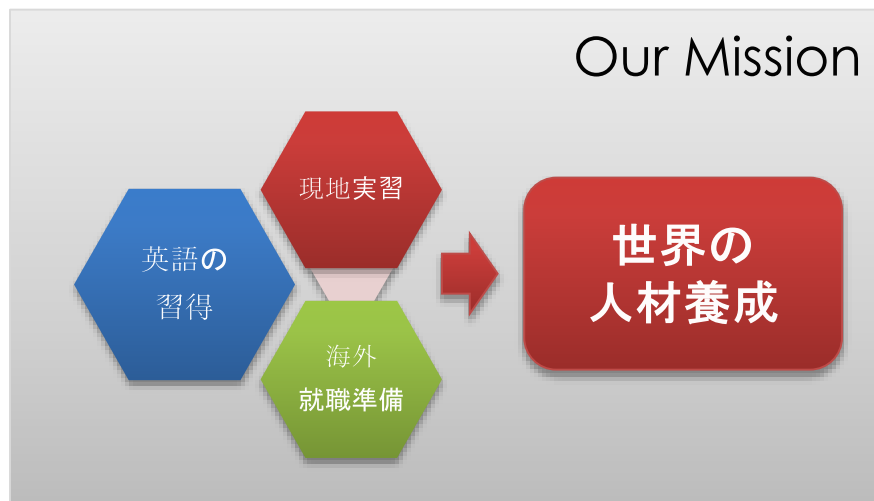 Our Mission
現地実習
英語の
習得
海外
就職準備
世界の
人材養成